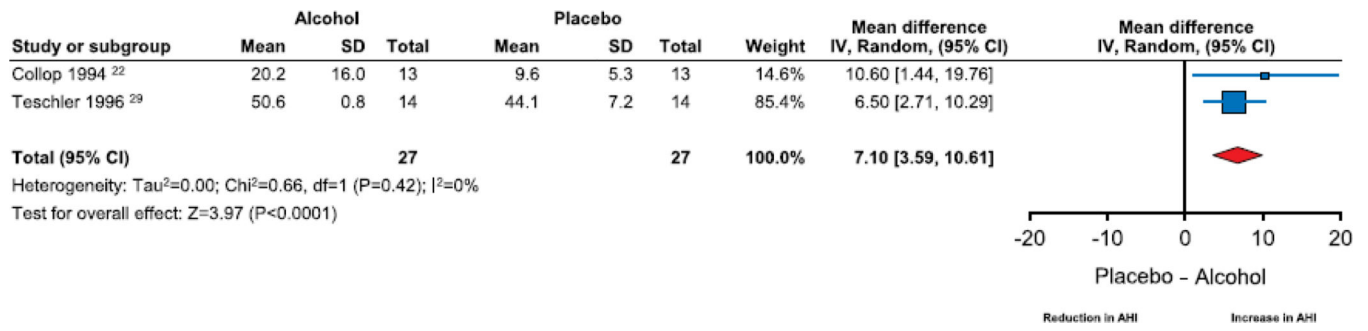 Alcohol Placebo Mean difference Mean difference
Study or subgroup Mean SD Total Mean SD Total Weight IV, Random, (95% CI) IV, Random, (95% CI)
Collop 1994 22 20.2 16.0 13 9.6 5.3 13 14.6% 10.60 [1.44, 19.76]
Teschler 1996 29 50.6 0.8 14 44.1 7.2 14 85.4% 6.50 [2.71, 10.29]
Total (95% CI) 27 27 100.0% 7.10 [3.59, 10.61]
Heterogeneity: Tau²=0.00; Chi²=0.66, df=1 (P=0.42); I²=0%
Test for overall effect: Z=3.97 (P<0.0001)
-20 -10 0 10 20
Placebo - Alcohol
Reduction in AHI Increase in AHI